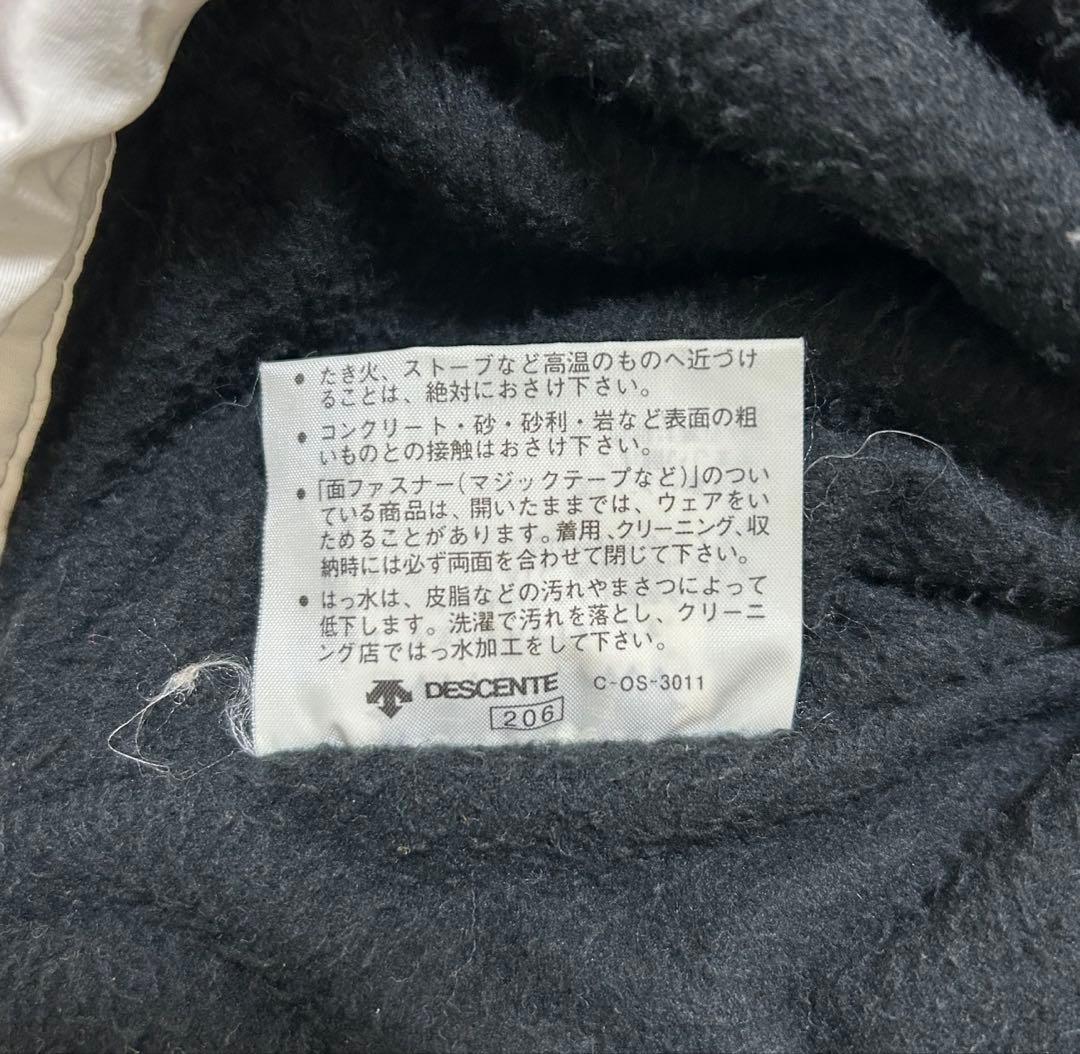 • たき火、ストーブなど高温のものへ近づけ
ることは、絶対におさけ下さい。
• コンクリート・砂・砂利・岩など表面の粗
いものとの接触はおさけ下さい。
• 「面ファスナー(マジックテープなど)」のつい
ている商品は、開いたままでは、ウェアをい
ためることがあります。着用、クリーニング、収
納時には必ず両面を合わせて閉じて下さい。
• はっ水は、皮脂などの汚れやまさつによって
低下します。洗濯で汚れを落とし、クリーニ
ング店ではっ水加工をして下さい。
DESCENTE C-OS-3011
206